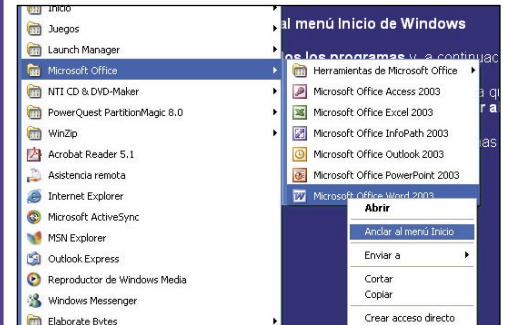 Inicio
Juegos
Launch Manager
Microsoft Office
NTI CD & DVD-Maker
PowerQuest PartitionMagic 8.0
WinZip
Acrobat Reader 5.1
Asistencia remota
Internet Explorer
Microsoft ActiveSync
MSN Explorer
Outlook Express
Reproductor de Windows Media
Windows Messenger
Elaborate Bytes
al menú Inicio de Windows
los los programas y, a continuac
a qu
r a
nas
Herramientas de Microsoft Office
Microsoft Office Access 2003
Microsoft Office Excel 2003
Microsoft Office InfoPath 2003
Microsoft Office Outlook 2003
Microsoft Office PowerPoint 2003
Microsoft Office Word 2003
Abrir
Anclar al menú Inicio
Enviar a
Cortar
Copiar
Crear acceso directo